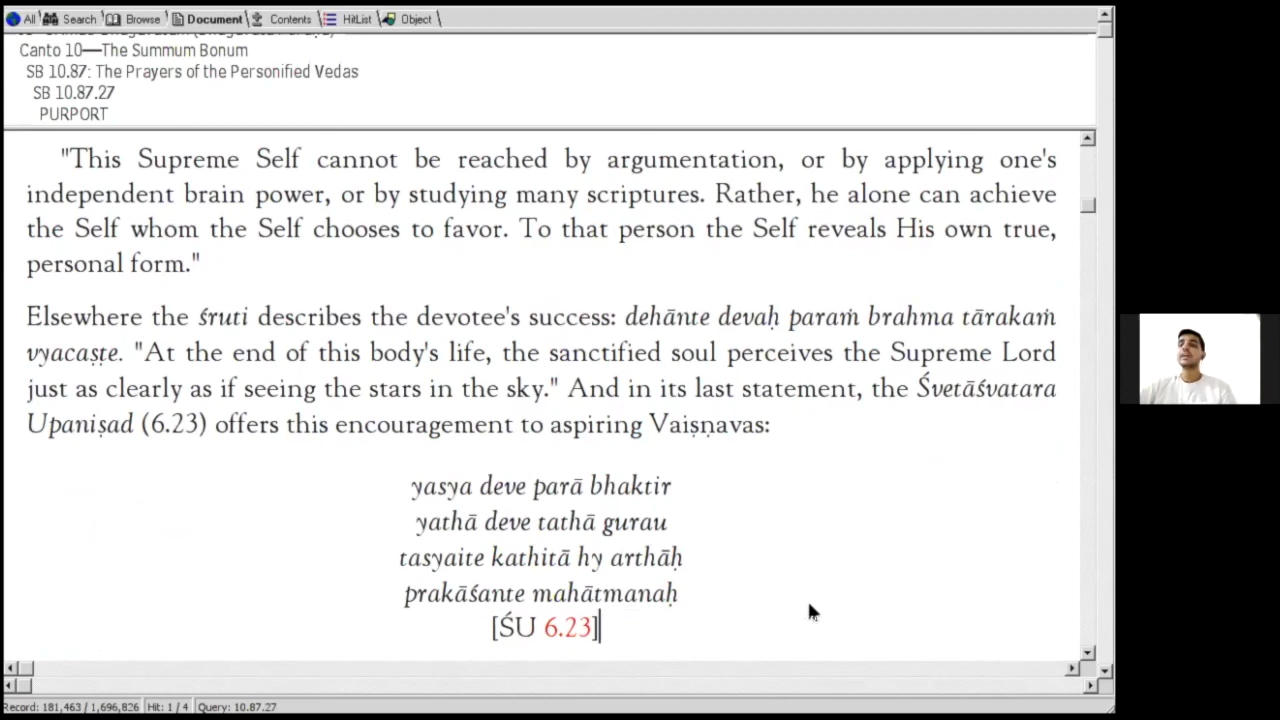 All Search Browse Document Contents HitList Object
Canto 10—The Summum Bonum
SB 10.87: The Prayers of the Personified Vedas
SB 10.87.27
PURPORT
"This Supreme Self cannot be reached by argumentation, or by applying one's
independent brain power, or by studying many scriptures. Rather, he alone can achieve
the Self whom the Self chooses to favor. To that person the Self reveals His own true,
personal form."
Elsewhere the śruti describes the devotee's success: dehānte devaḥ paraṁ brahma tārakaṁ
vyacaṣṭe. "At the end of this body's life, the sanctified soul perceives the Supreme Lord
just as clearly as if seeing the stars in the sky." And in its last statement, the Śvetāśvatara
Upaniṣad (6.23) offers this encouragement to aspiring Vaiṣṇavas:
yasya deve parā bhaktir
yathā deve tathā gurau
tasyaite kathitā hy arthāḥ
prakāśante mahātmanaḥ
[ŚU 6.23]
Record: 181,463 / 1,696,826 Hit: 1 / 4 Query: 10.87.27